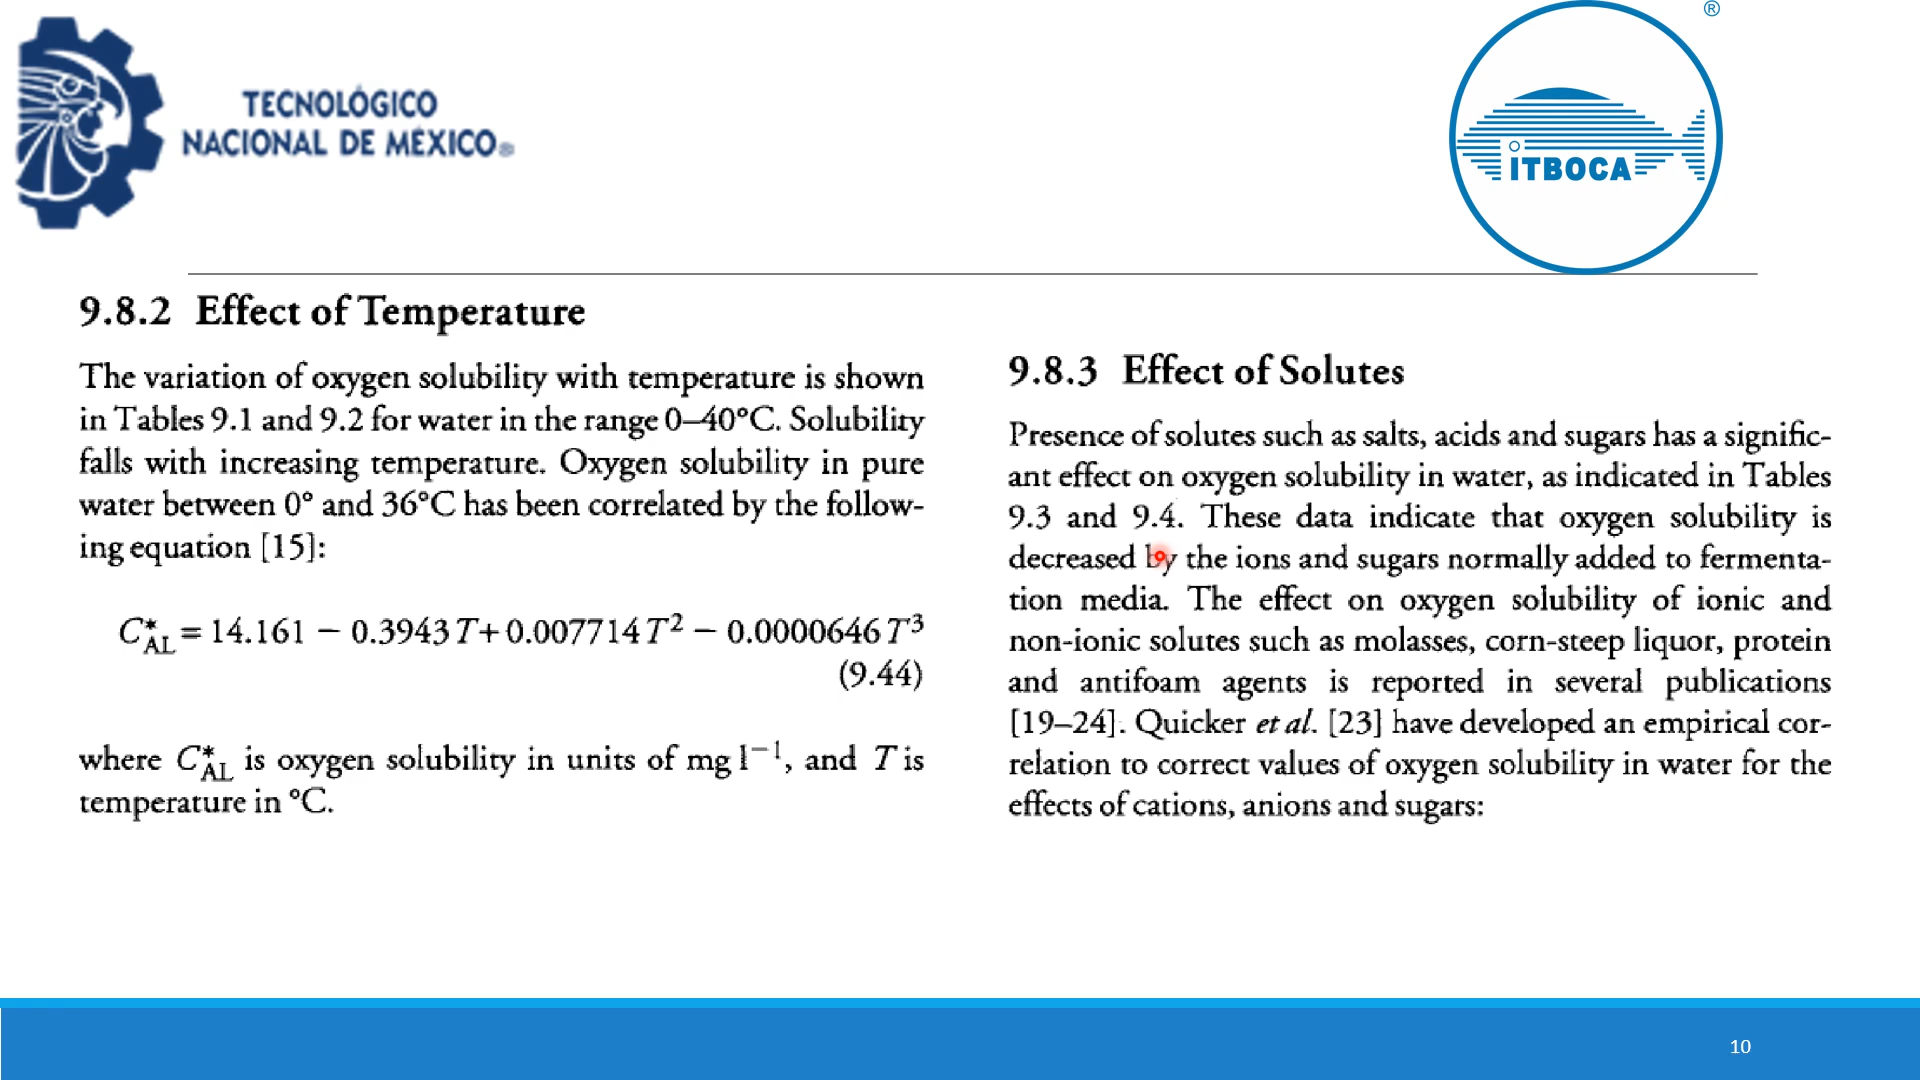 TECNOLÓGICO
NACIONAL DE MÉXICO®
®
ITBOCA
9.8.2 Effect of Temperature
The variation of oxygen solubility with temperature is shown
in Tables 9.1 and 9.2 for water in the range 0–40°C. Solubility
falls with increasing temperature. Oxygen solubility in pure
water between 0° and 36°C has been correlated by the follow-
ing equation [15]:
C*AL = 14.161 − 0.3943 T + 0.007714 T² − 0.0000646 T³
(9.44)
where C*AL is oxygen solubility in units of mg l⁻¹, and T is
temperature in °C.
9.8.3 Effect of Solutes
Presence of solutes such as salts, acids and sugars has a signific-
ant effect on oxygen solubility in water, as indicated in Tables
9.3 and 9.4. These data indicate that oxygen solubility is
decreased by the ions and sugars normally added to fermenta-
tion media. The effect on oxygen solubility of ionic and
non-ionic solutes such as molasses, corn-steep liquor, protein
and antifoam agents is reported in several publications
[19–24]. Quicker et al. [23] have developed an empirical cor-
relation to correct values of oxygen solubility in water for the
effects of cations, anions and sugars:
10